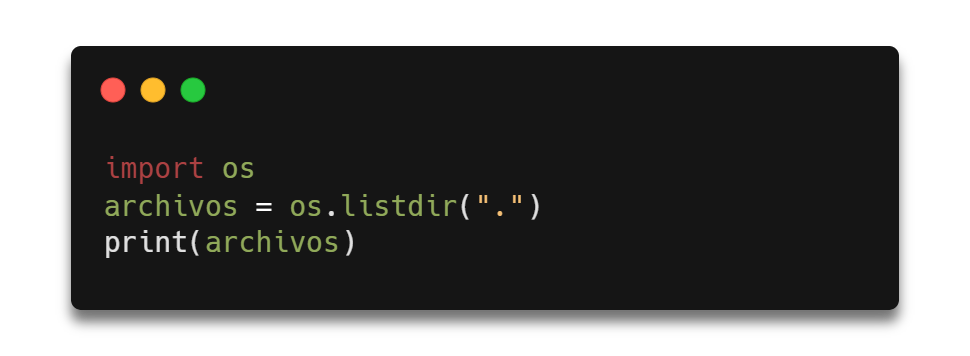 import os
archivos = os.listdir(".")
print(archivos)